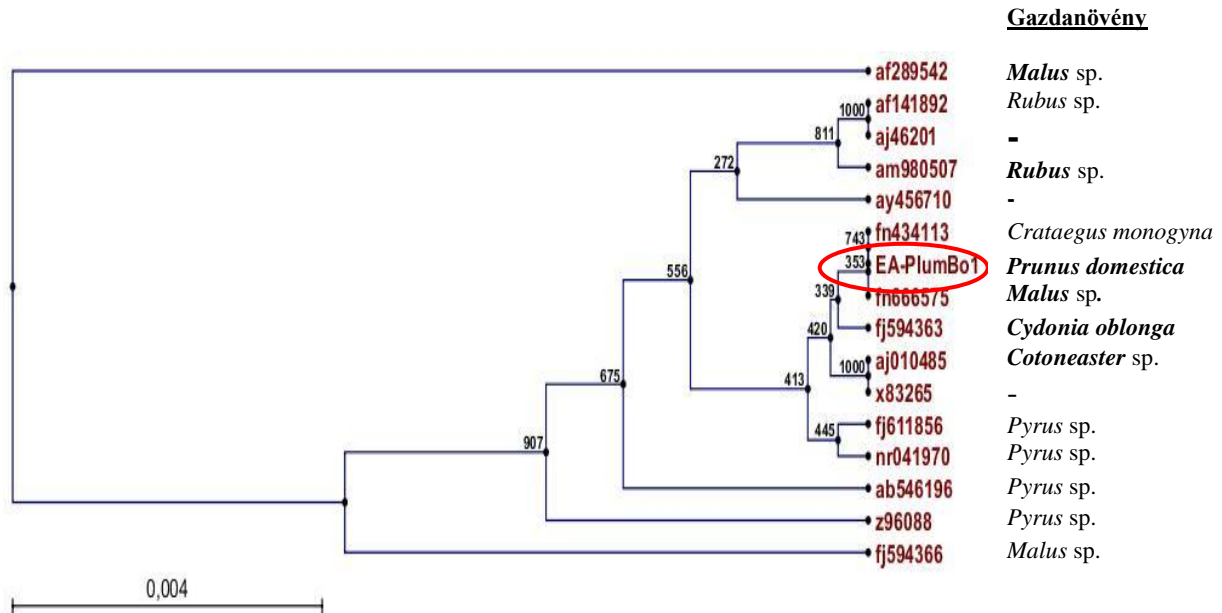 Gazdanövény
af289542 Malus sp.
af141892 Rubus sp.
1000
aj46201 -
811
am980507 Rubus sp.
272
ay456710 -
fn434113 Crataegus monogyna
743
353 EA-PlumBo1 Prunus domestica
556
fn666575 Malus sp.
339
fj594363 Cydonia oblonga
420
aj010485 Cotoneaster sp.
1000
675
413
x83265 -
fj611856 Pyrus sp.
445
907
nr041970 Pyrus sp.
ab546196 Pyrus sp.
z96088 Pyrus sp.
fj594366 Malus sp.
0,004